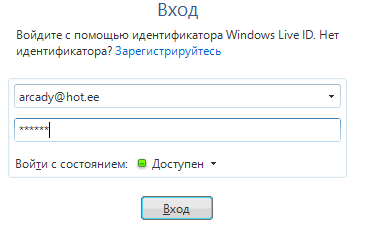 Вход
Войдите с помощью идентификатора Windows Live ID. Нет
идентификатора? Зарегистрируйтесь
arcady@hot.ee
******
Войти с состоянием: Доступен
Вход